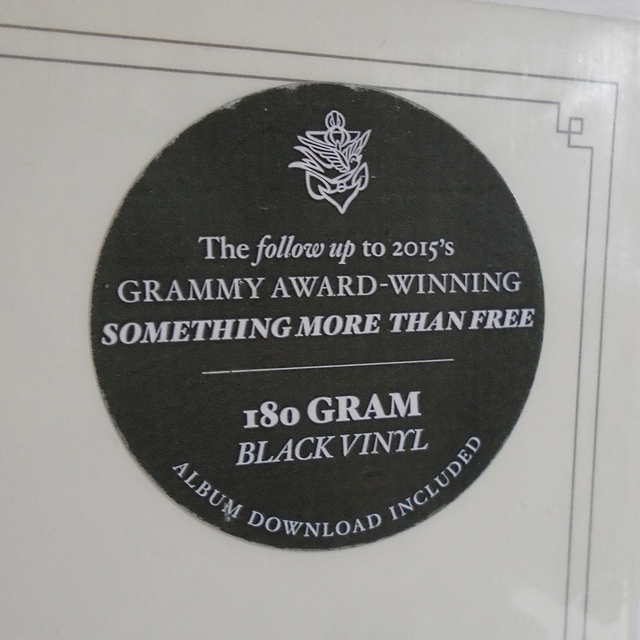 The follow up to 2015's
GRAMMY AWARD-WINNING
SOMETHING MORE THAN FREE
180 GRAM
BLACK VINYL
ALBUM DOWNLOAD INCLUDED